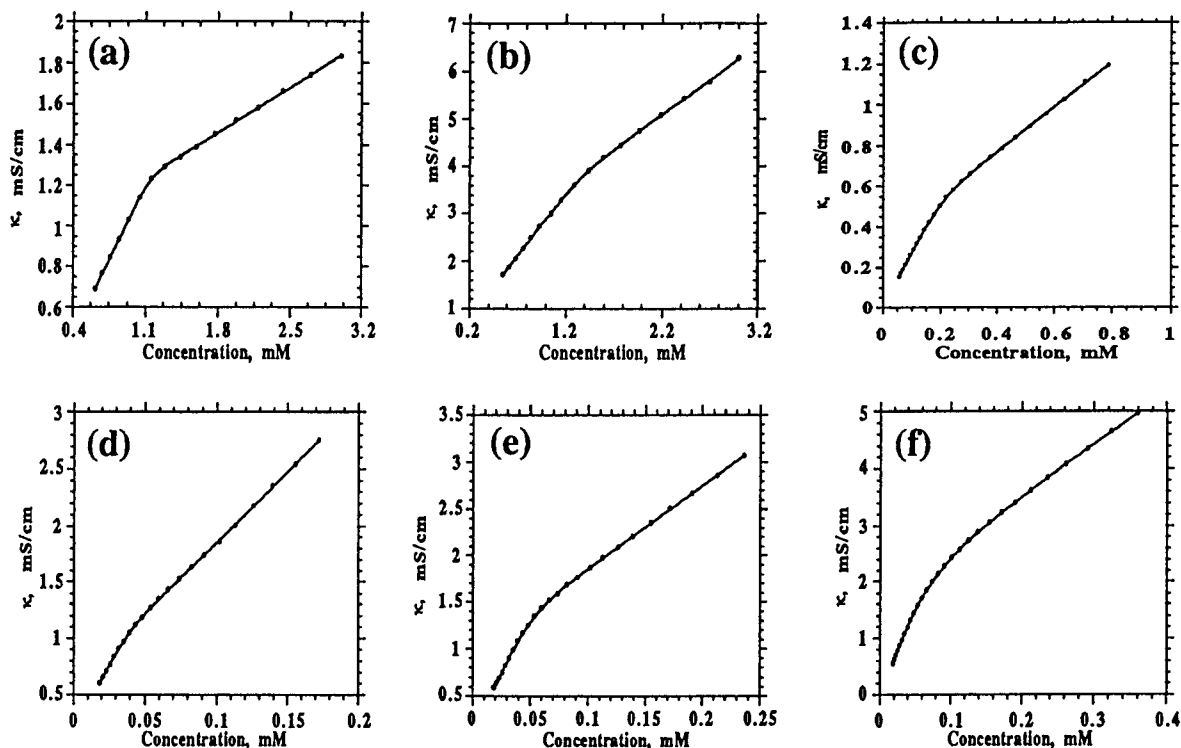 (a)
2
1.8
1.6
1.4
1.2
1
0.8
0.6
κ, mS/cm
0.4 1.1 1.8 2.5 3.2
Concentration, mM
(b)
7
6
5
4
3
2
1
κ, mS/cm
0.2 1.2 2.2 3.2
Concentration, mM
(c)
1.4
1.2
1.0
0.8
0.6
0.4
0.2
0
κ, mS/cm
0 0.2 0.4 0.6 0.8 1
Concentration, mM
(d)
3
2.5
2
1.5
1
0.5
κ, mS/cm
0 0.05 0.1 0.15 0.2
Concentration, mM
(e)
3.5
3
2.5
2
1.5
1
0.5
κ, mS/cm
0 0.05 0.1 0.15 0.2 0.25
Concentration, mM
(f)
5
4
3
2
1
0
κ, mS/cm
0 0.1 0.2 0.3 0.4
Concentration, mM